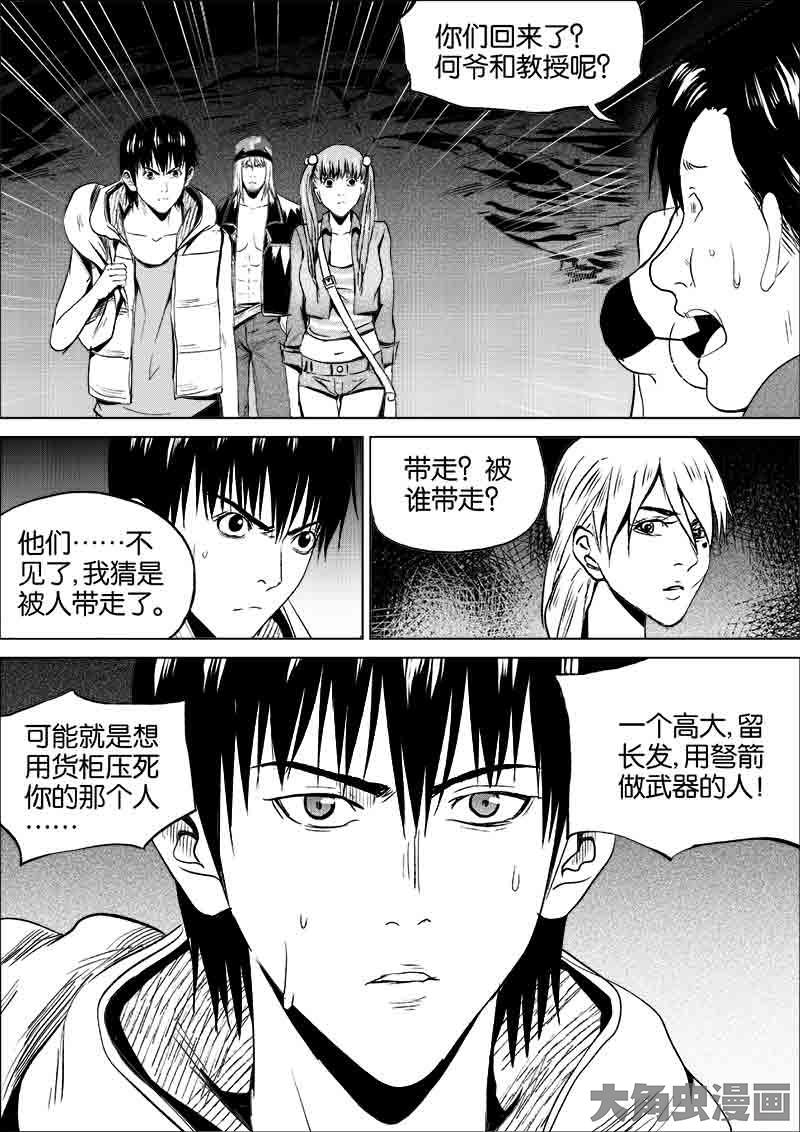 你们回来了?
何爷和教授呢?
他们……不
见了,我猜是
被人带走了。
带走?被
谁带走?
可能就是想
用货柜压死
你的那个人
……
一个高大,留
长发,用弩箭
做武器的人!
大角虫漫画